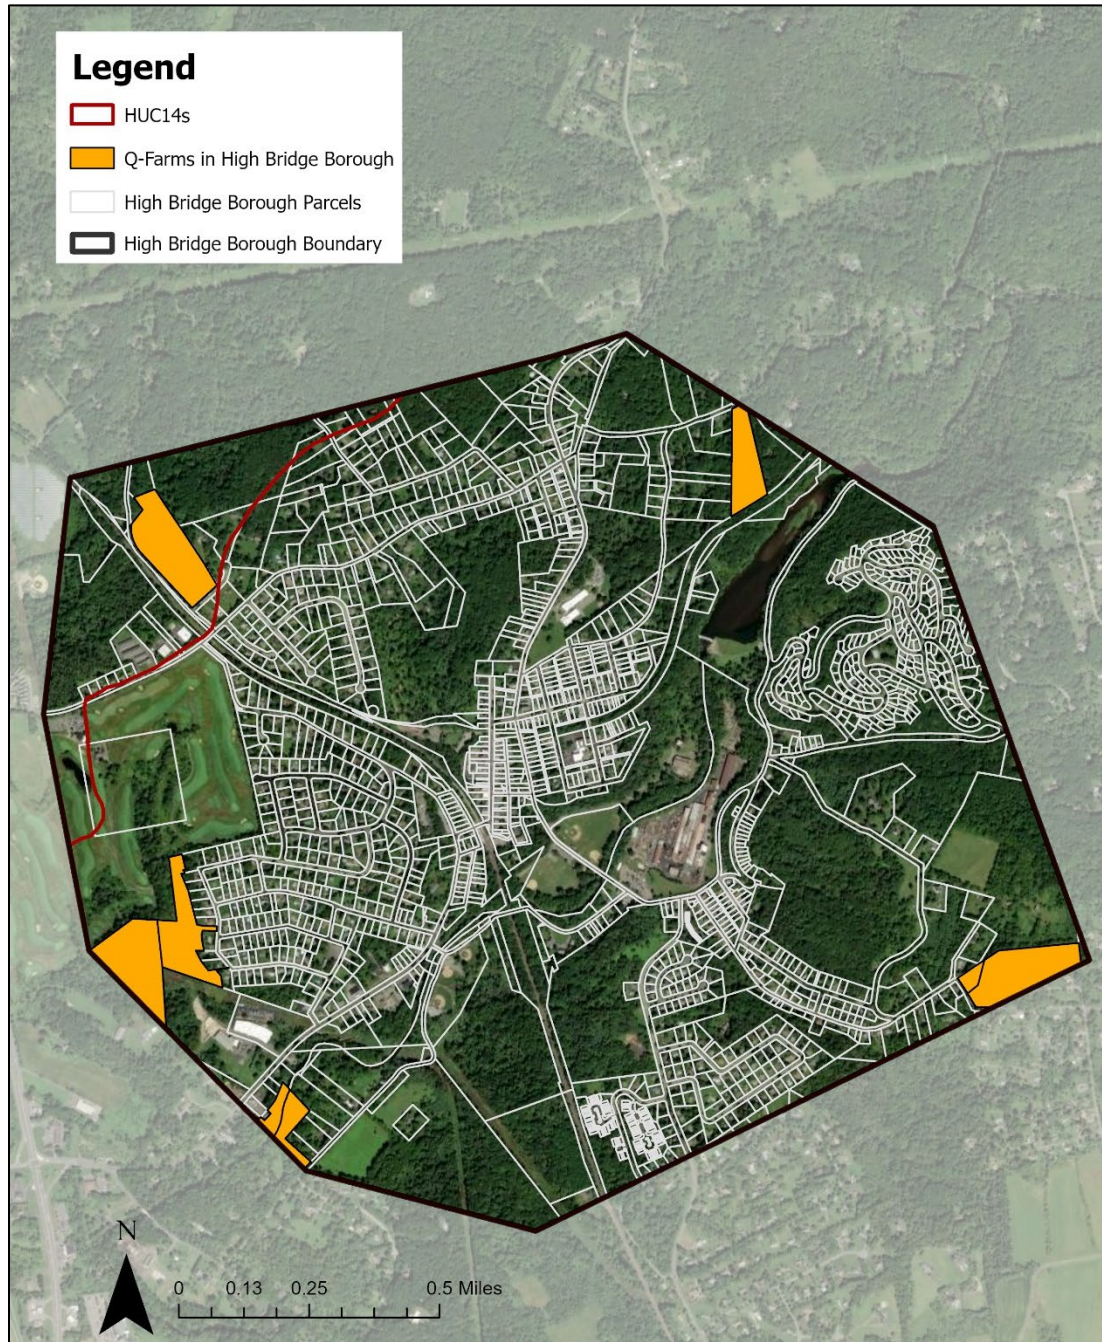 Legend
HUC14s
Q-Farms in High Bridge Borough
High Bridge Borough Parcels
High Bridge Borough Boundary
N
0 0.13 0.25 0.5 Miles